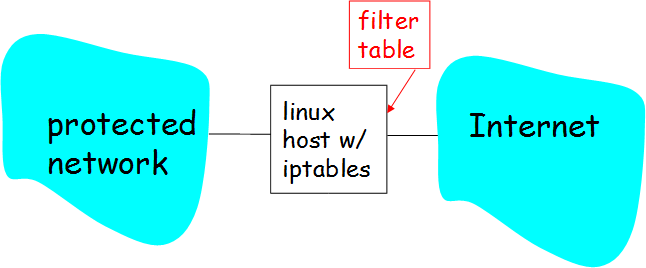 filter
table
protected
network
linux
host w/
iptables
Internet